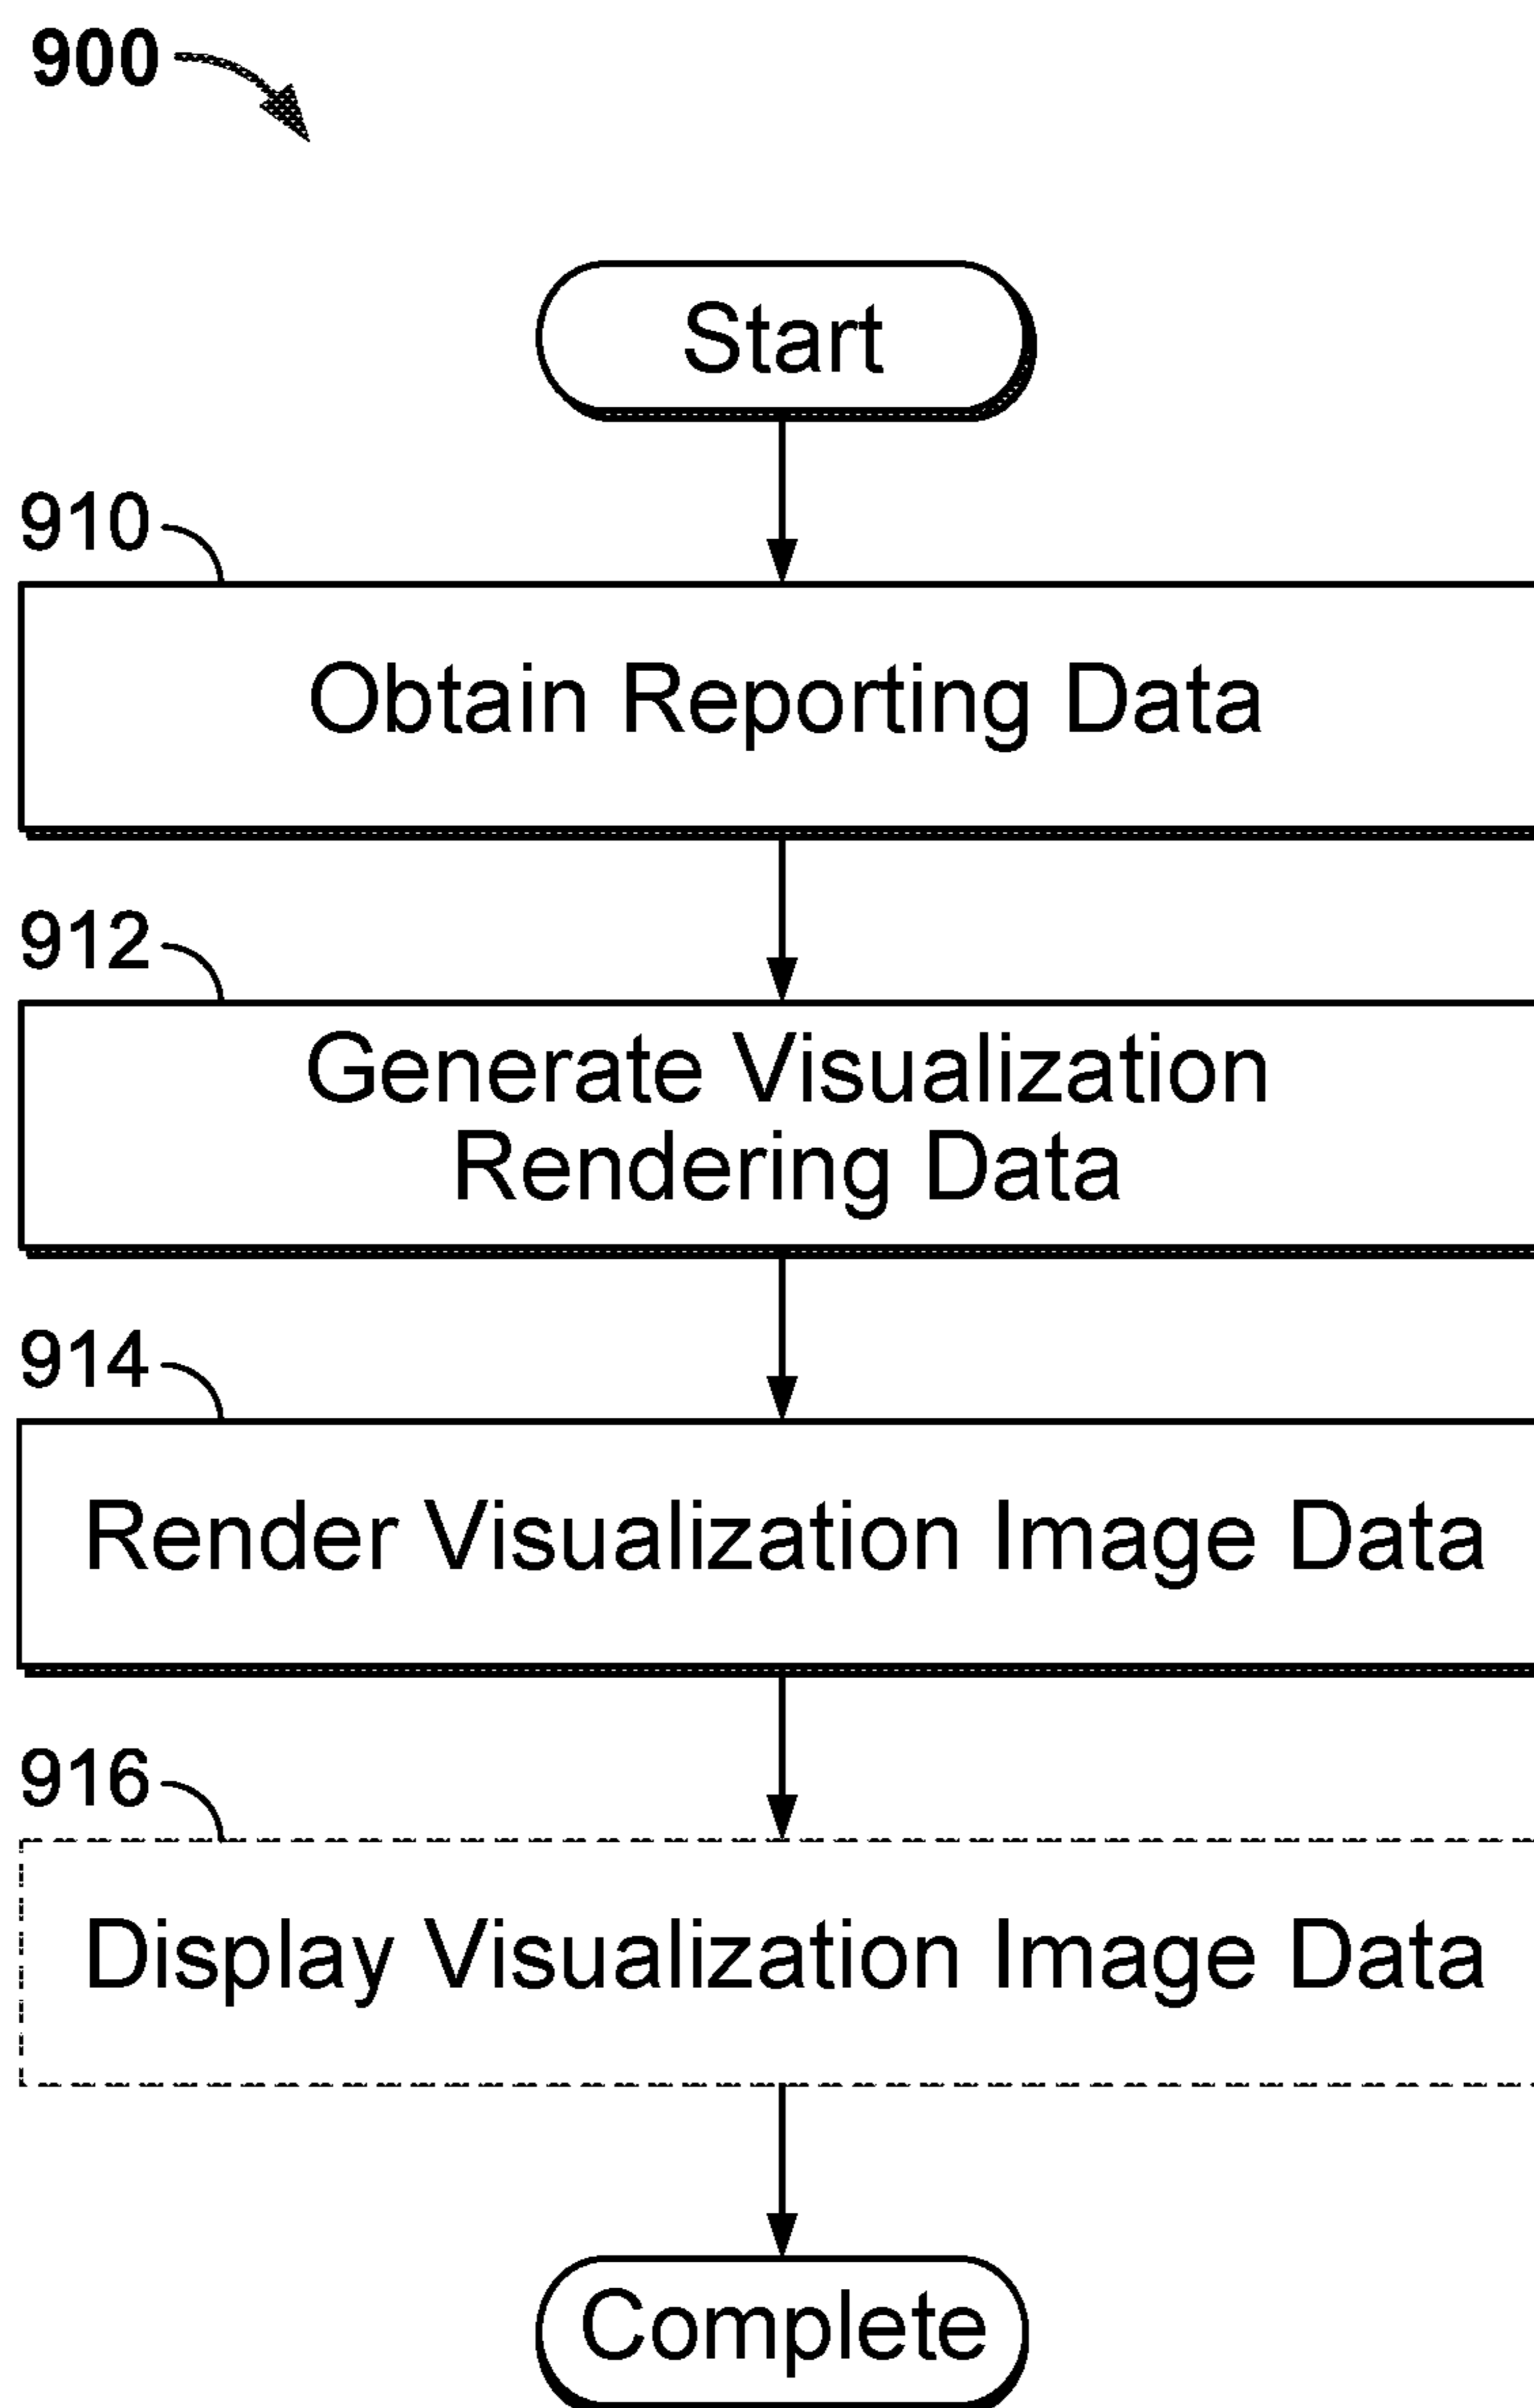 900
Start
910
Obtain Reporting Data
912
Generate Visualization
Rendering Data
914
Render Visualization Image Data
916
Display Visualization Image Data
Complete